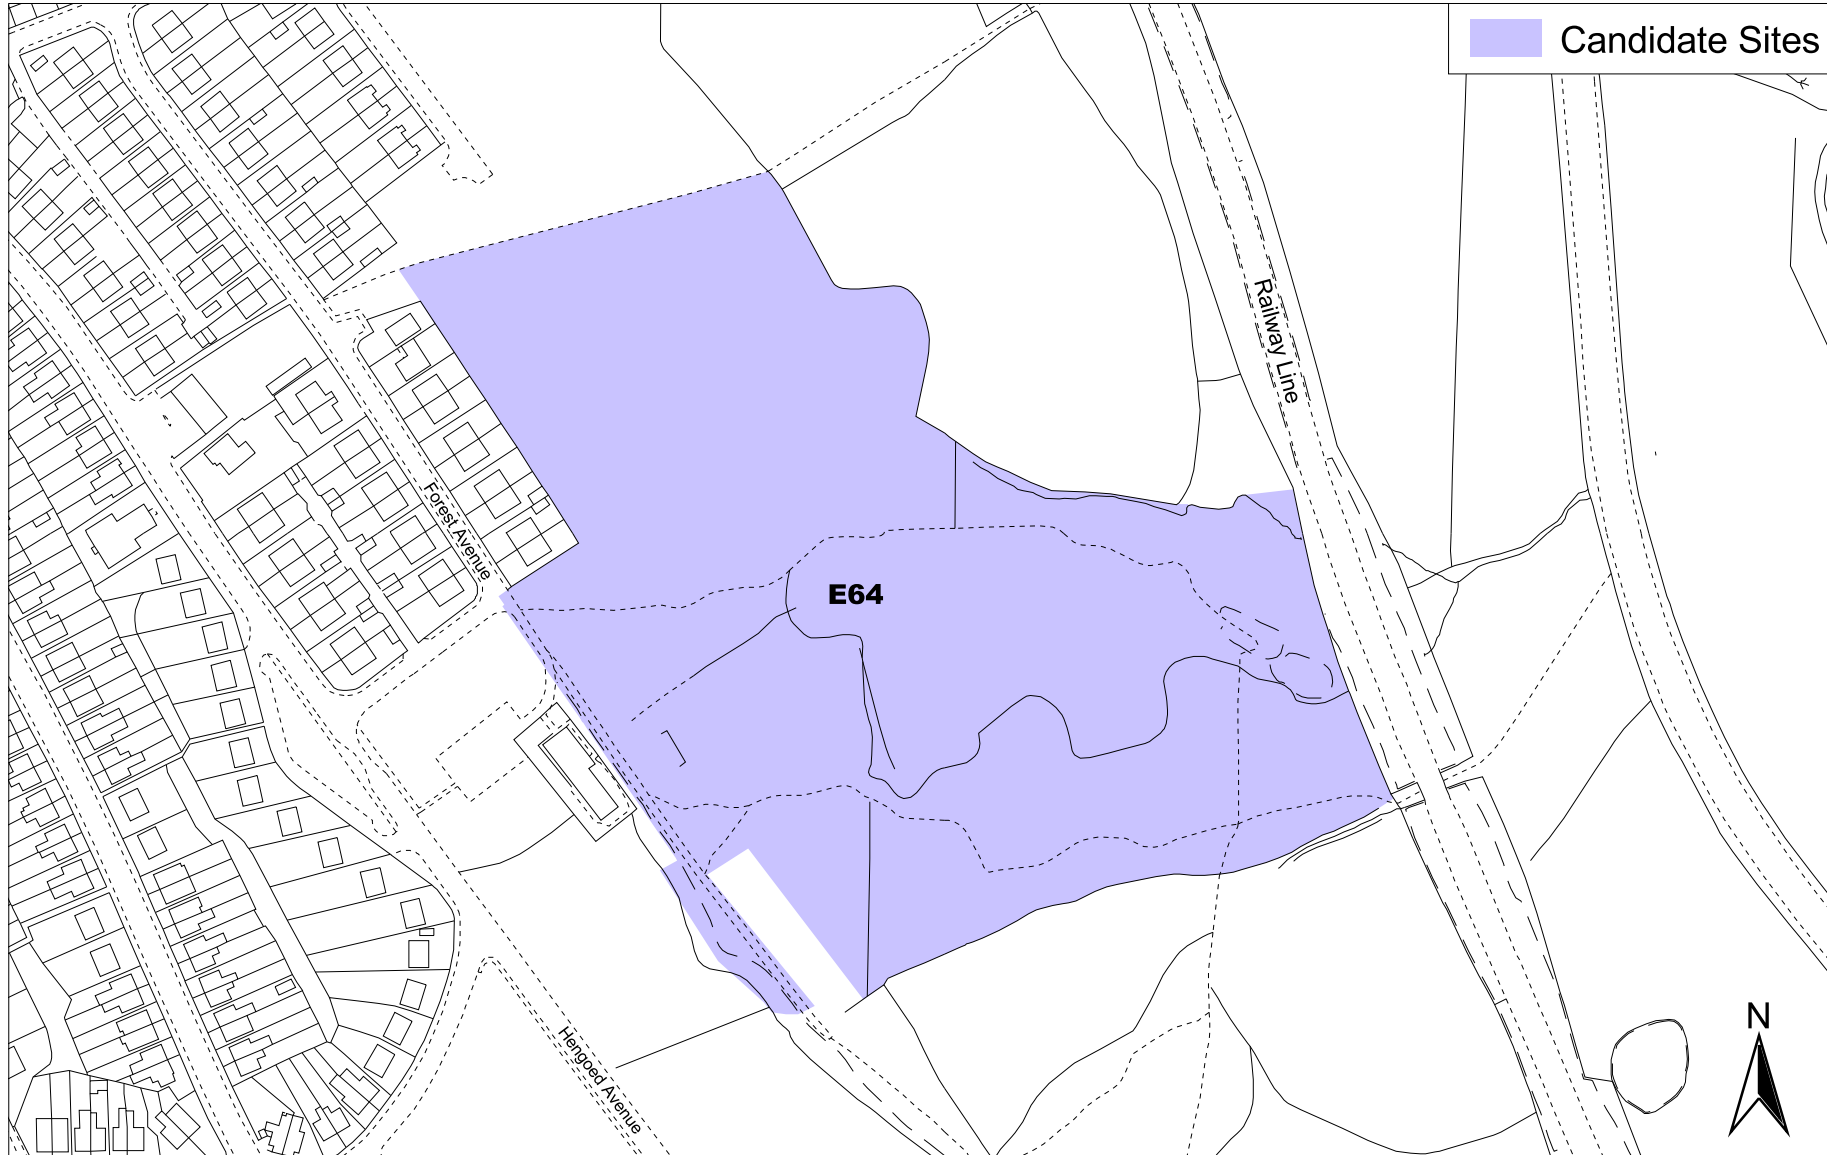 Candidate Sites
Railway Line
Forest Avenue
E64
N
Hengoed Avenue